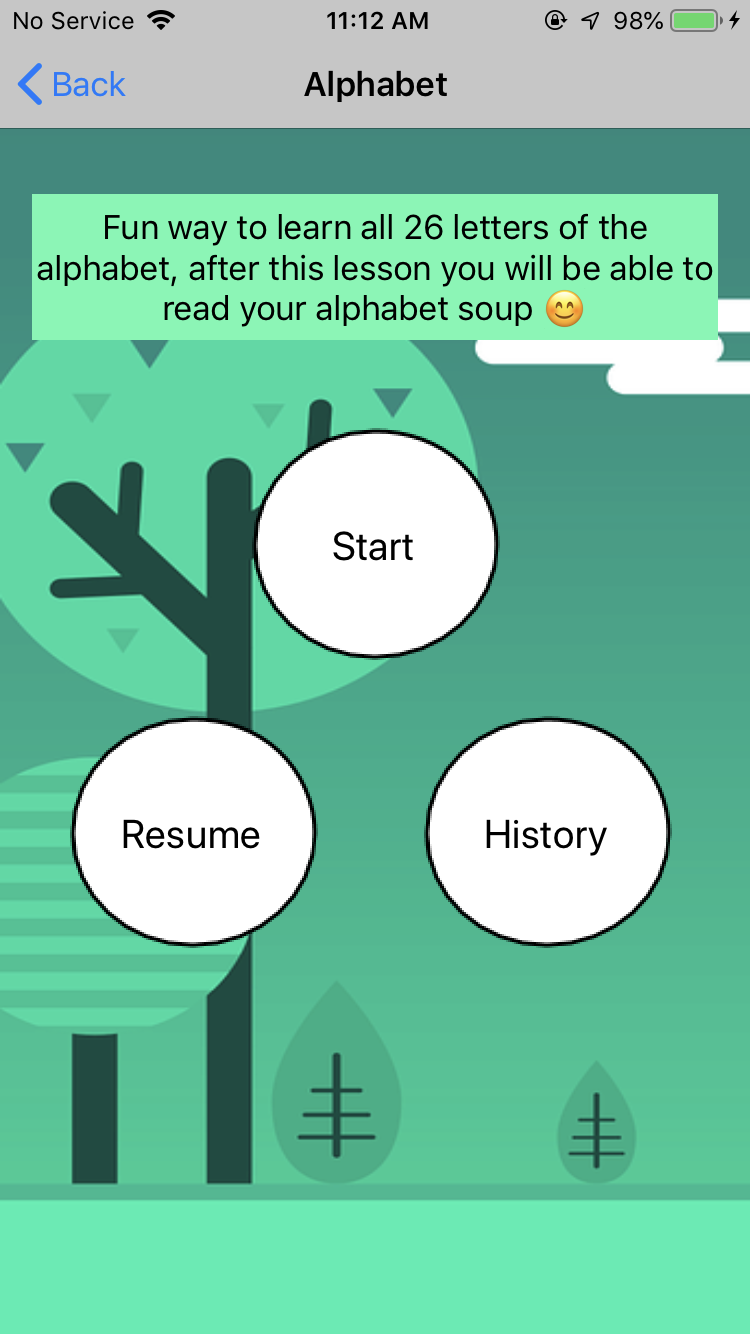 No Service 11:12 AM 98%
Back Alphabet
Fun way to learn all 26 letters of the
alphabet, after this lesson you will be able to
read your alphabet soup 😊
Start
Resume History